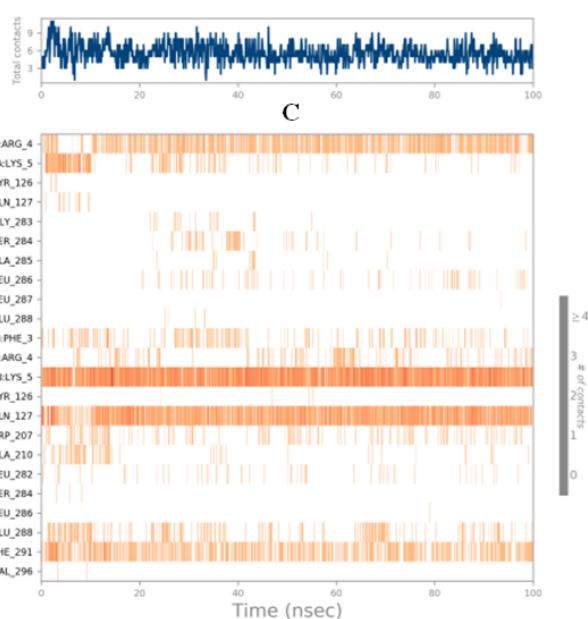 Total contacts
9
6
3
0 20 40 60 80 100
C
:ARG_4
A:LYS_5
YR_126
LN_127
LY_283
ER_284
LA_285
EU_286
EU_287
LU_288
:PHE_3
:ARG_4
:LYS_5
YR_126
LN_127
RP_207
LA_210
EU_282
ER_284
EU_286
LU_288
HE_291
AL_296
0 20 40 60 80 100
Time (nsec)
≥4
3
2
1
0
# of contacts